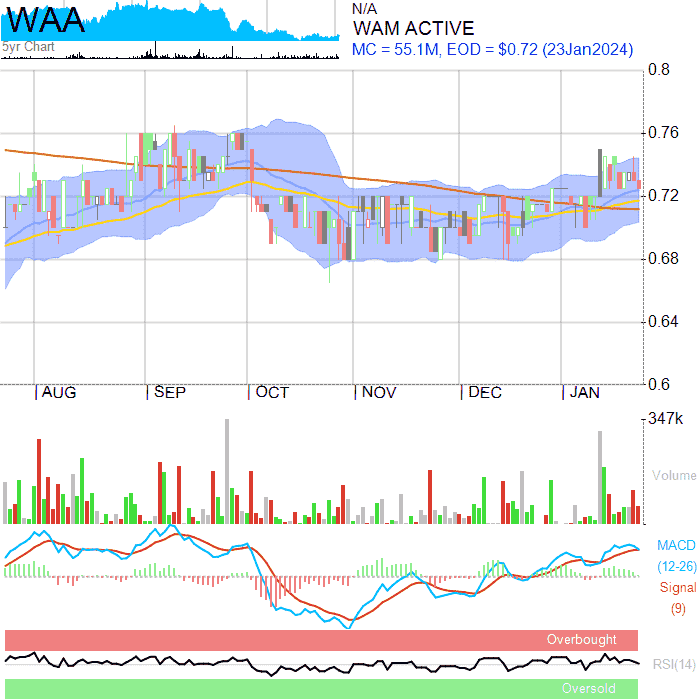 WAA
5yr Chart
N/A
WAM ACTIVE
MC = 55.1M, EOD = $0.72 (23Jan2024)
0.8
0.76
0.72
0.68
0.64
0.6
AUG SEP OCT NOV DEC JAN
347k
Volume
MACD
(12-26)
Signal
(9)
Overbought
RSI(14)
Oversold